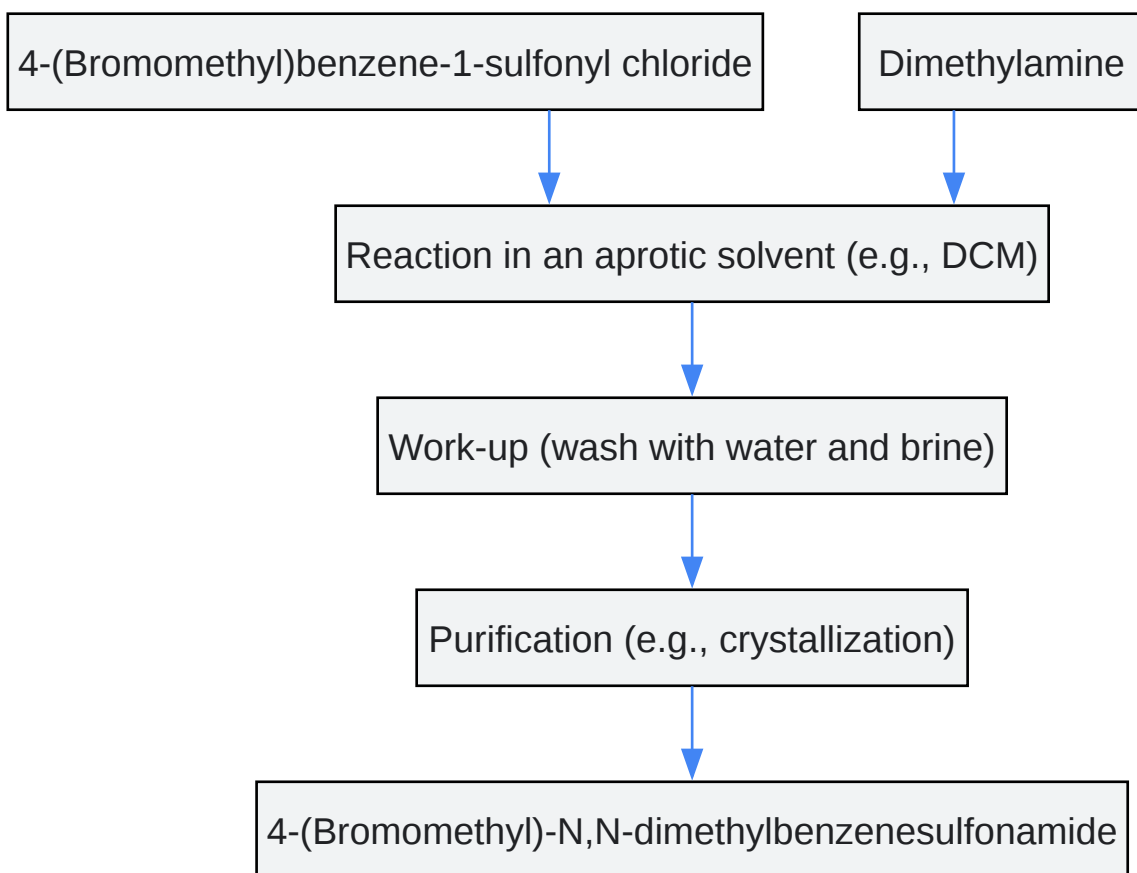 4-(Bromomethyl)benzene-1-sulfonyl chloride
Dimethylamine
Reaction in an aprotic solvent (e.g., DCM)
Work-up (wash with water and brine)
Purification (e.g., crystallization)
4-(Bromomethyl)-N,N-dimethylbenzenesulfonamide